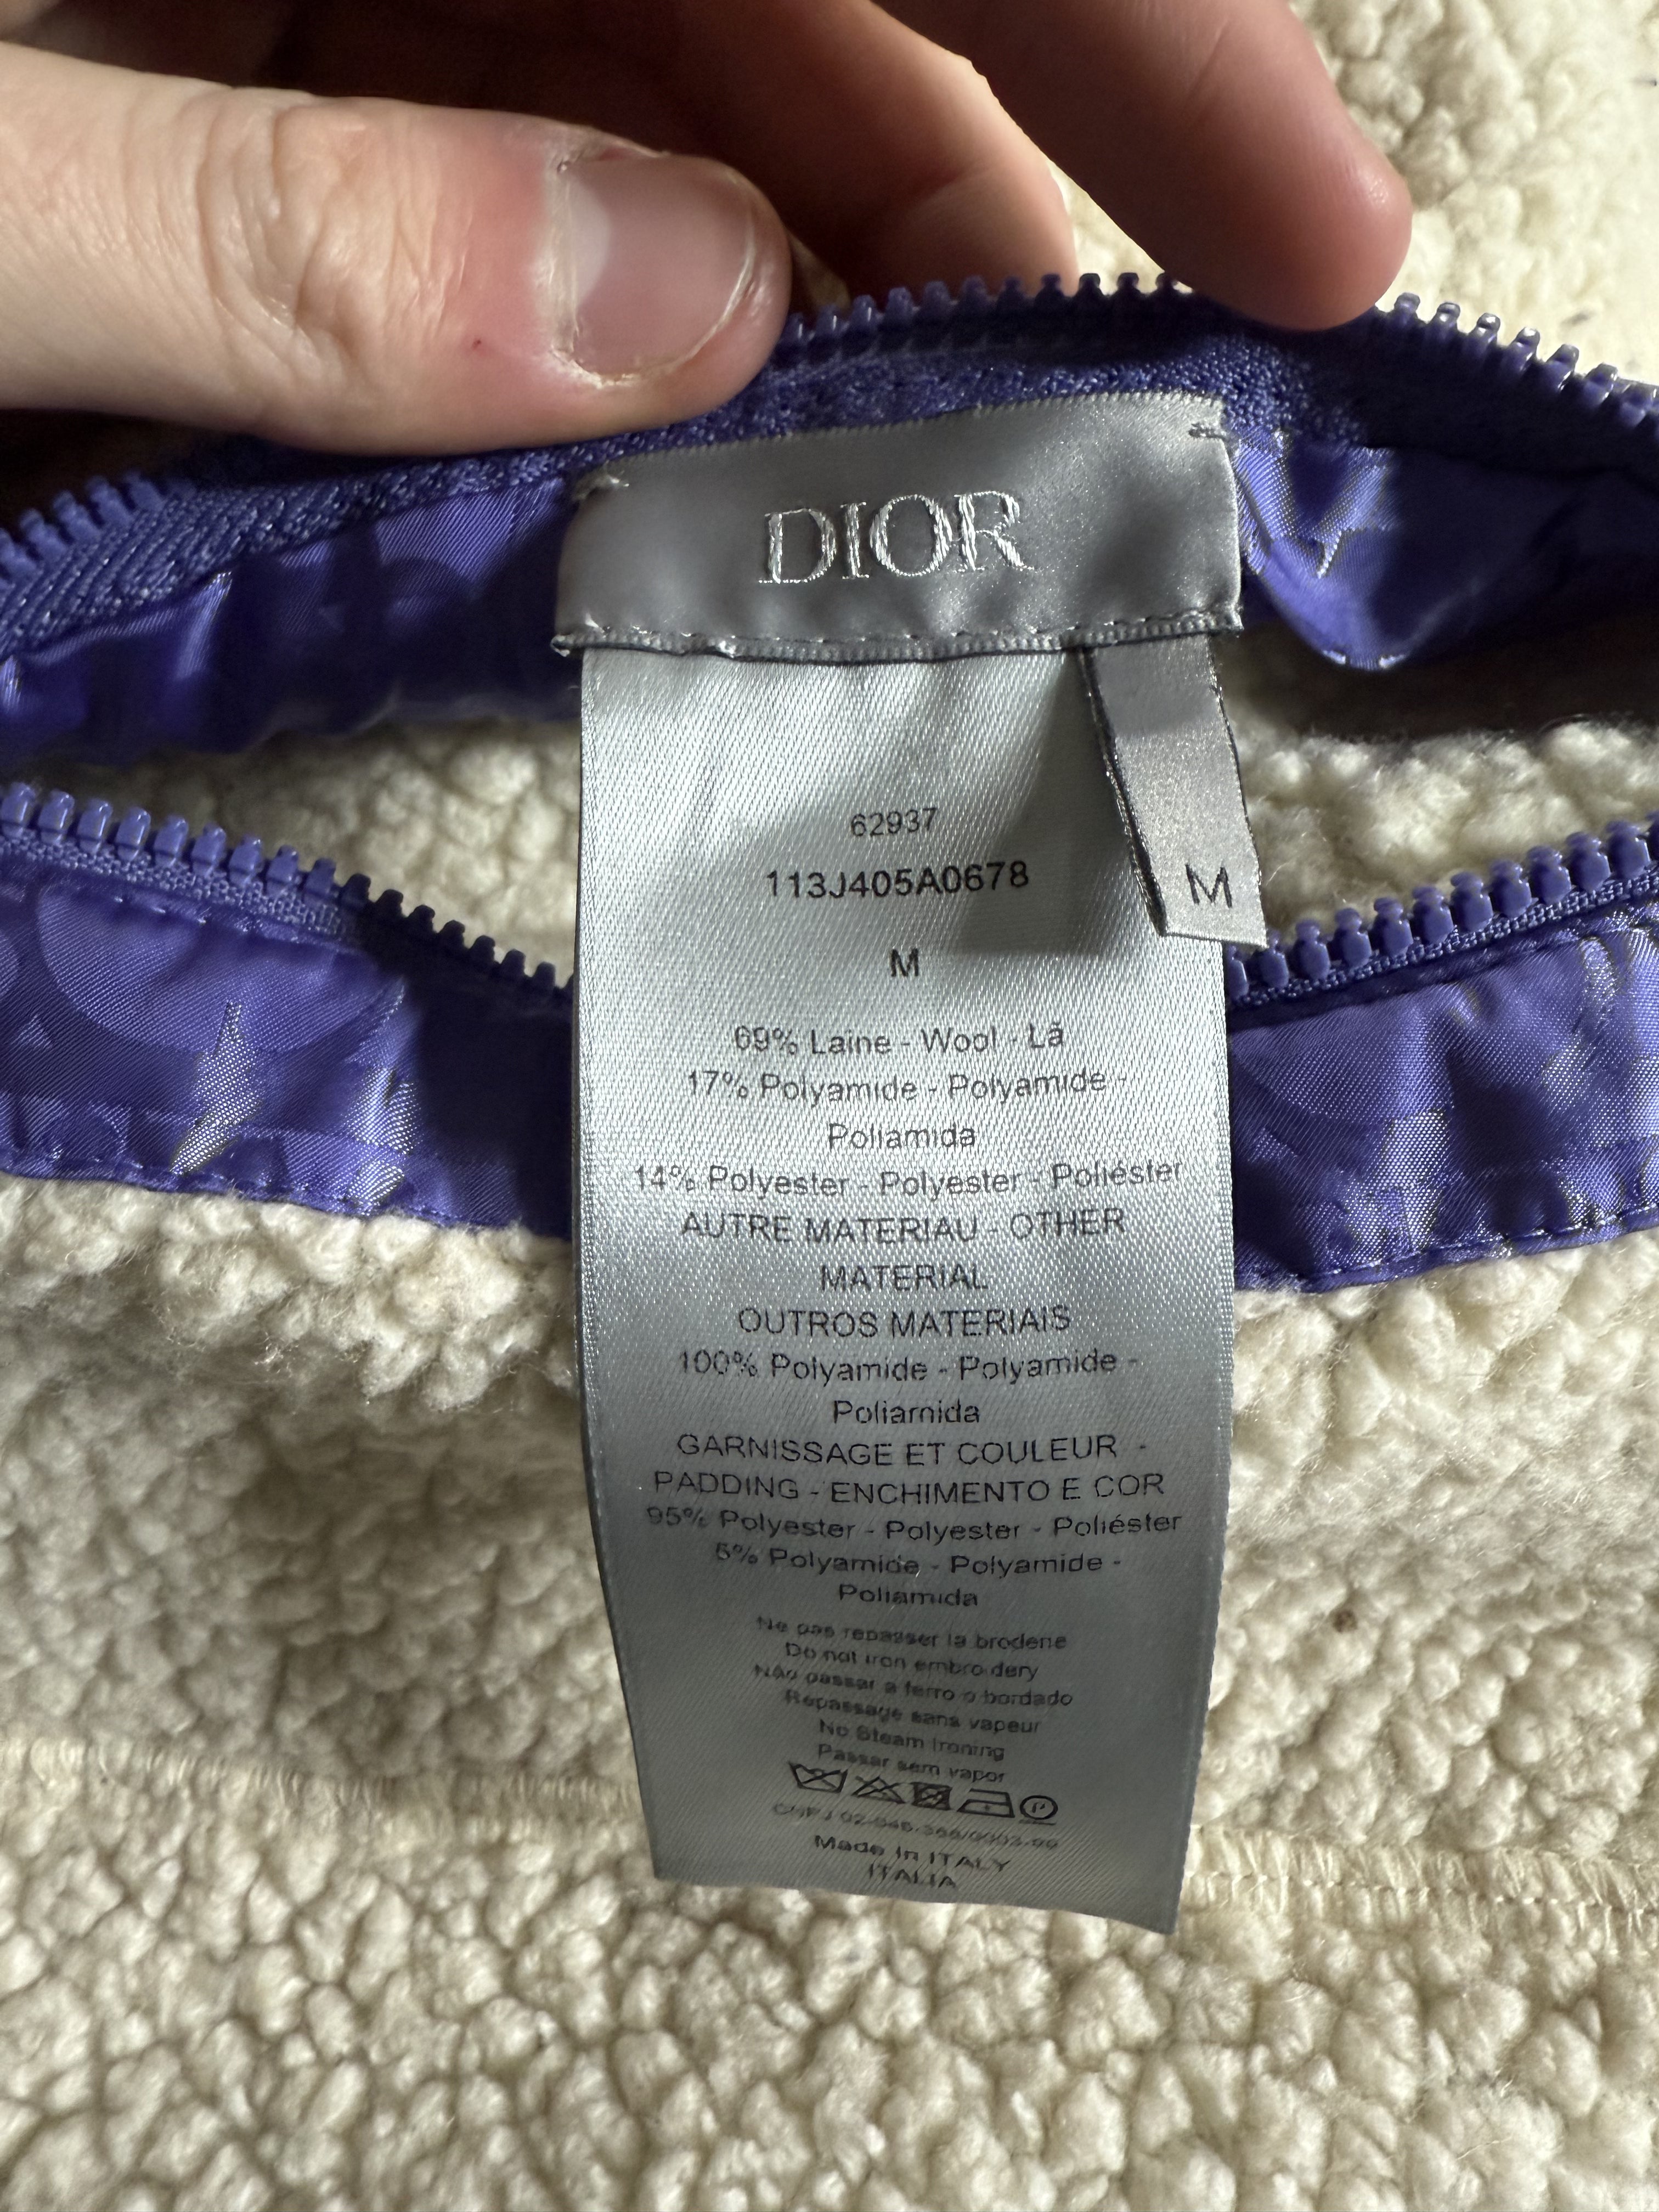 DIOR
62937
113J405A0678
M
M
69% Laine - Wool - Lã
17% Polyamide - Polyamide -
Poliamida
14% Polyester - Polyester - Poliéster
AUTRE MATERIAU - OTHER
MATERIAL
OUTROS MATERIAIS
100% Polyamide - Polyamide -
Poliamida
GARNISSAGE ET COULEUR -
PADDING - ENCHIMENTO E COR
95% Polyester - Polyester - Poliéster
5% Polyamide - Polyamide -
Poliamida
Ne pas repasser la broderie
Do not iron embroidery
Não passar a ferro o bordado
Repassage sans vapeur
No Steam Ironing
Passar sem vapor
P
Made in ITALY
ITALIA